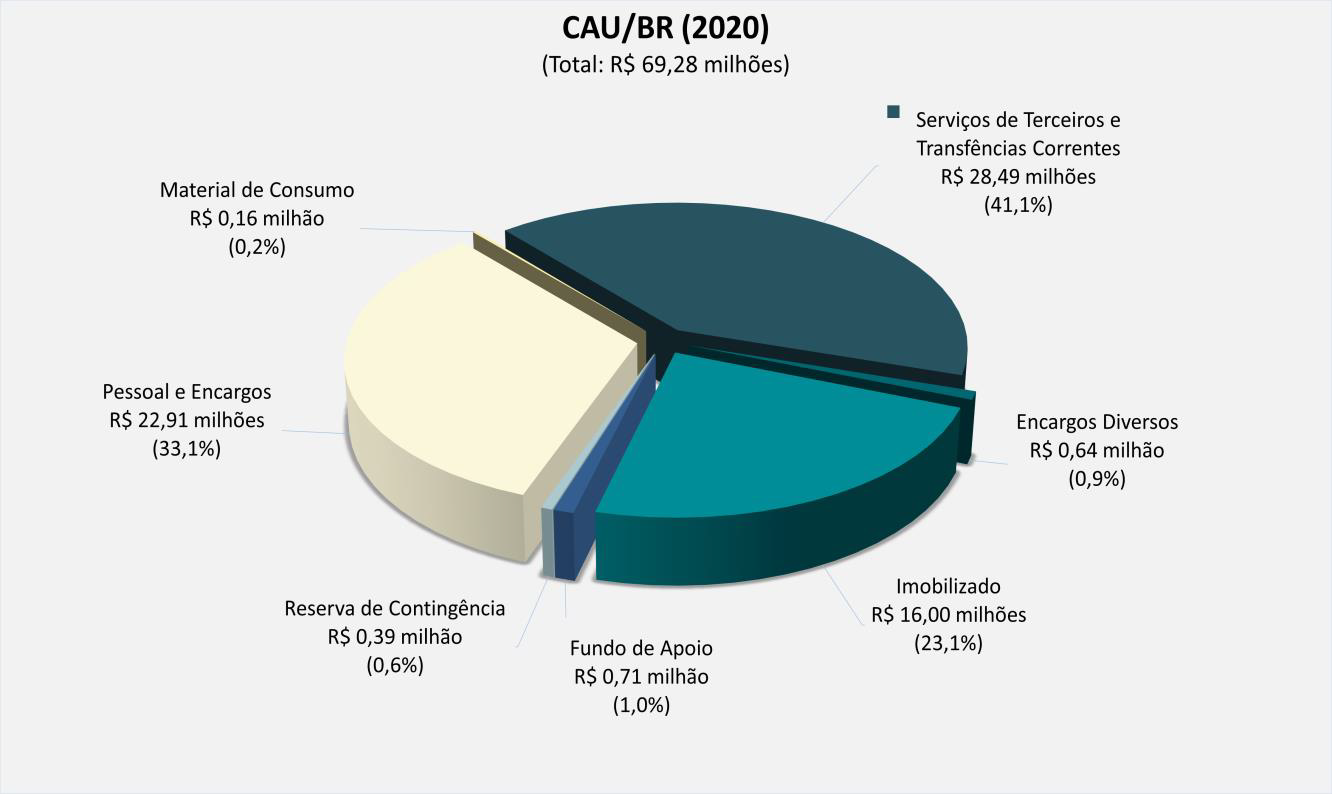 CAU/BR (2020)
(Total: R$ 69,28 milhões)
Serviços de Terceiros e
Transfências Correntes
R$ 28,49 milhões
(41,1%)
Material de Consumo
R$ 0,16 milhão
(0,2%)
Pessoal e Encargos
R$ 22,91 milhões
(33,1%)
Encargos Diversos
R$ 0,64 milhão
(0,9%)
Imobilizado
R$ 16,00 milhões
(23,1%)
Reserva de Contingência
R$ 0,39 milhão
(0,6%)
Fundo de Apoio
R$ 0,71 milhão
(1,0%)